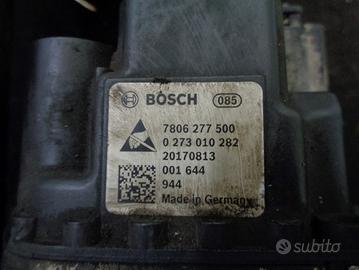 BOSCH 085
7806 277 500
0 273 010 282
20170813
001 644
944
Made in Germany
subito